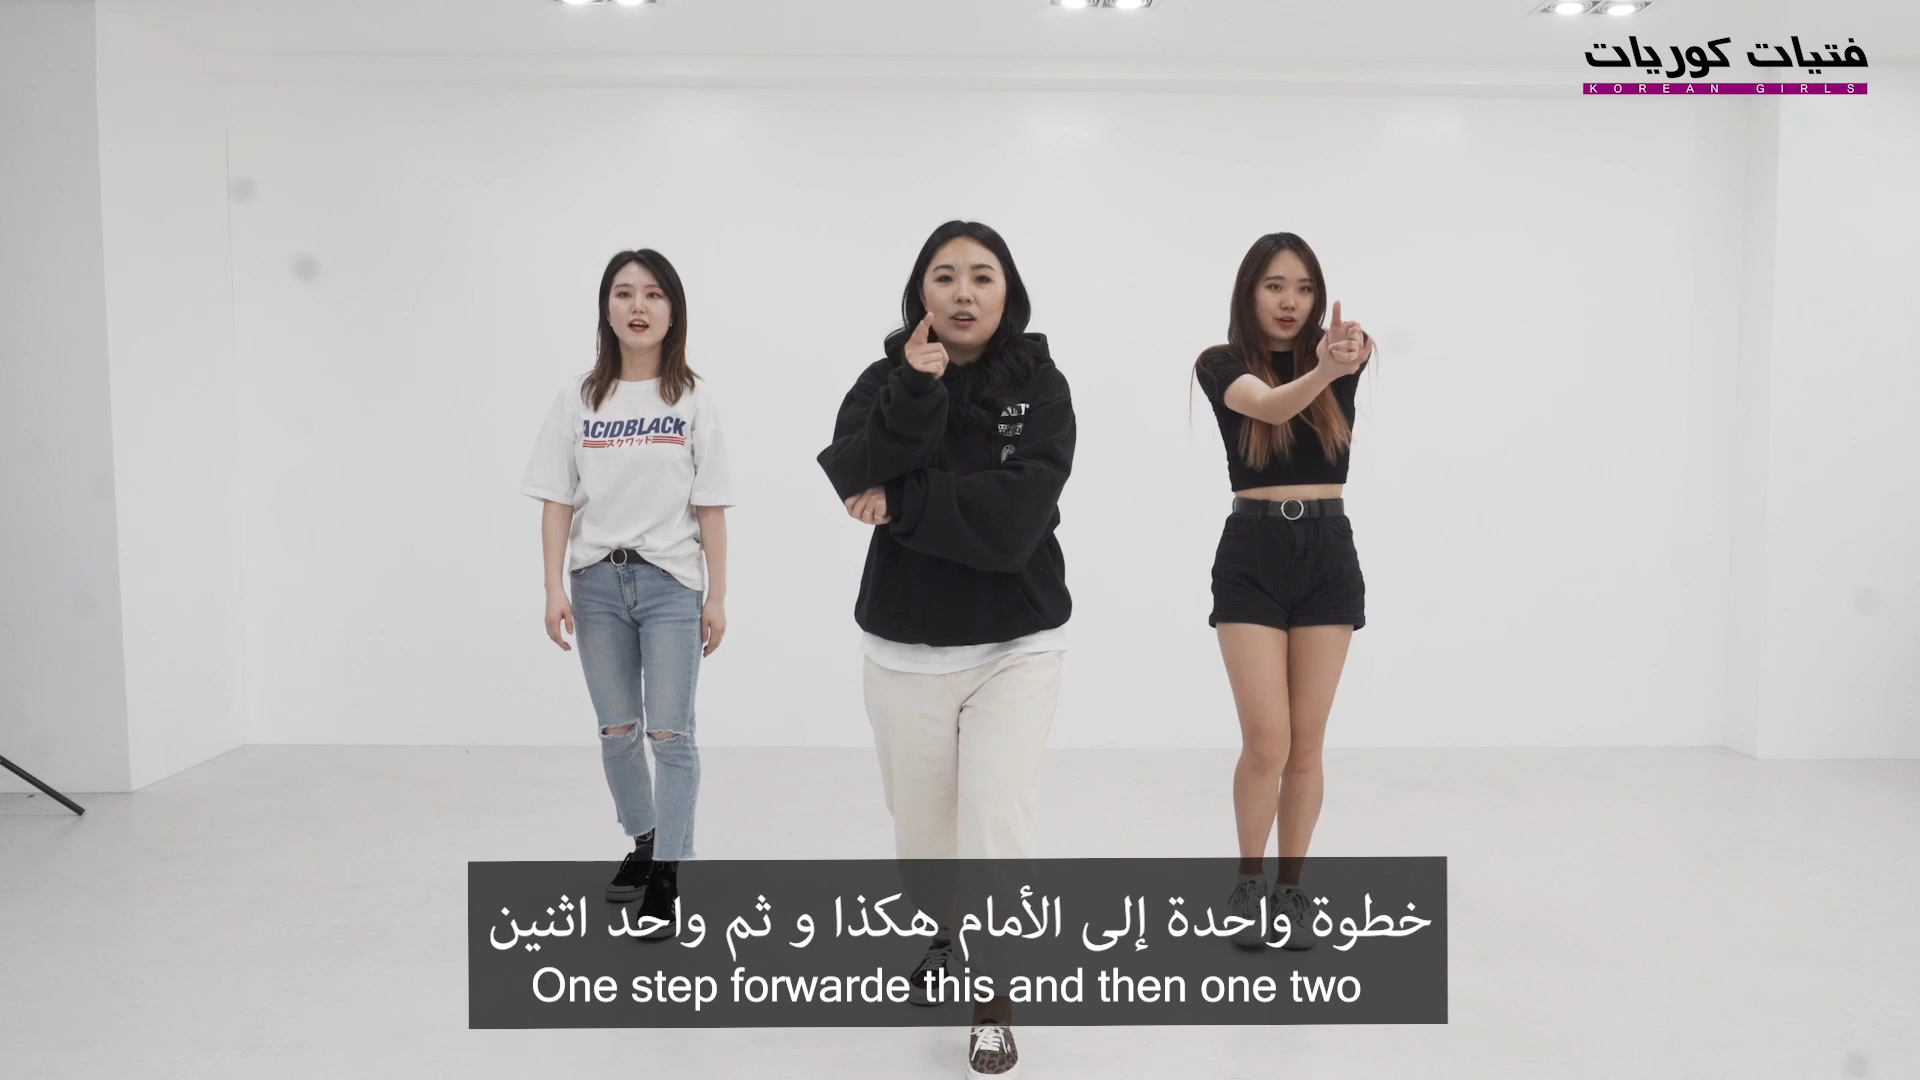 فتيات كوريات
KOREAN GIRLS
ACIDBLACK
スクワット
خطوة واحدة إلى الأمام هكذا و ثم واحد اثنين
One step forwarde this and then one two